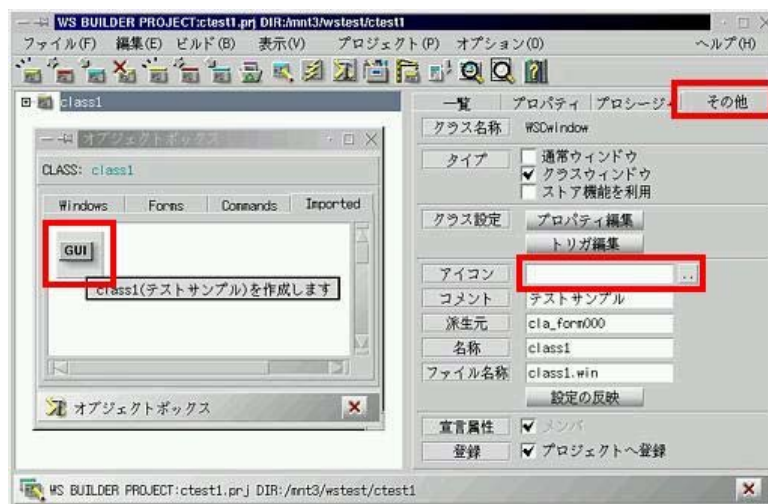 WS BUILDER PROJECT:ctest1.prj DIR:/mnt3/wstest/ctest1
ファイル(F) 編集(E) ビルド(B) 表示(V) プロジェクト(P) オプション(O) ヘルプ(H)
class1
オブジェクトボックス
CLASS: class1
Windows Forms Commands Imported
GUI
class1(テストサンプル)を作成します
オブジェクトボックス
一覧 プロパティ プロシージャ その他
クラス名称 WSDwindow
タイプ 通常ウィンドウ
クラスウィンドウ
ストア機能を利用
クラス設定 プロパティ編集
トリガ編集
アイコン ..
コメント テストサンプル
派生元 cla_form000
名称 class1
ファイル名称 class1.win
設定の反映
宣言属性 メンバ
登録 プロジェクトへ登録
WS BUILDER PROJECT:ctest1.prj DIR:/mnt3/wstest/ctest1